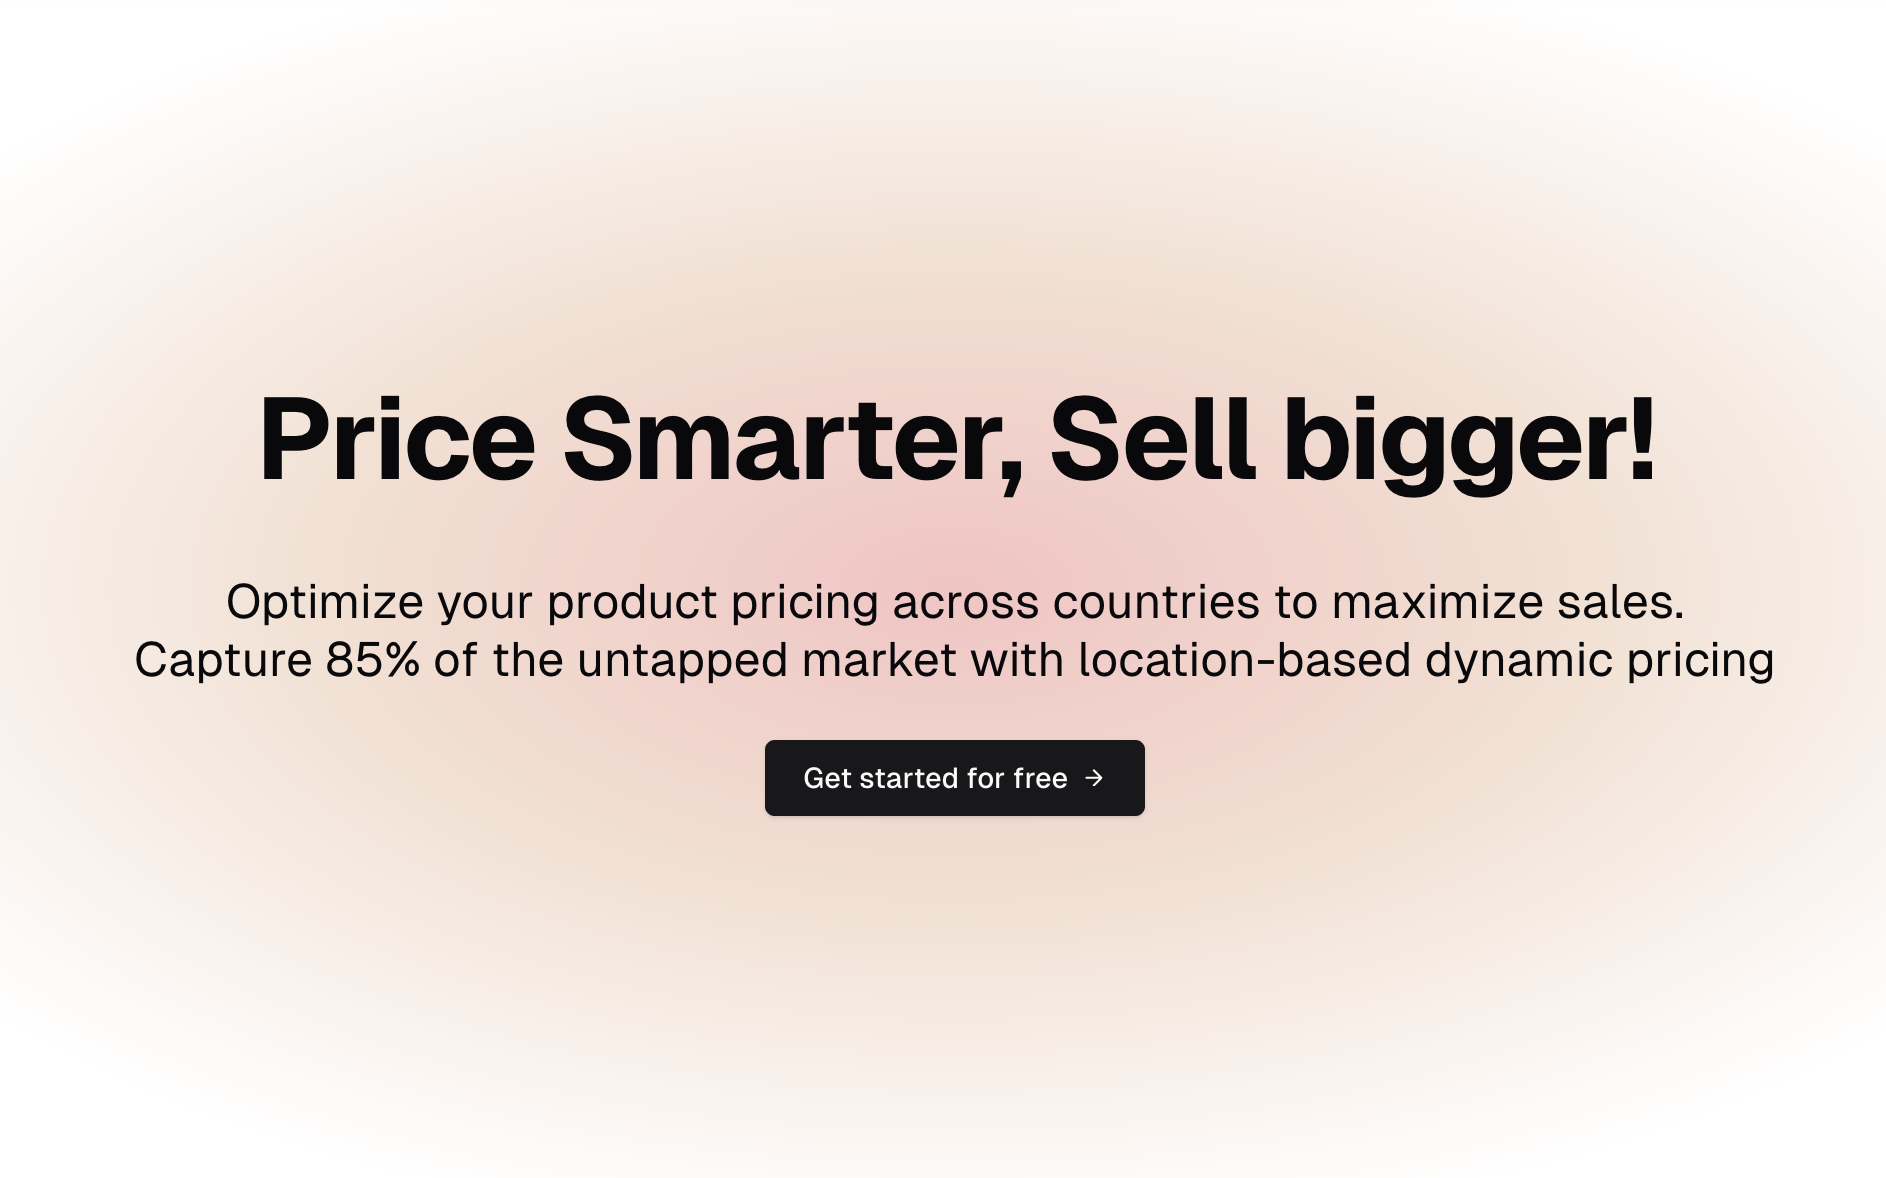 Price Smarter, Sell bigger!
Optimize your product pricing across countries to maximize sales.
Capture 85% of the untapped market with location-based dynamic pricing
Get started for free →